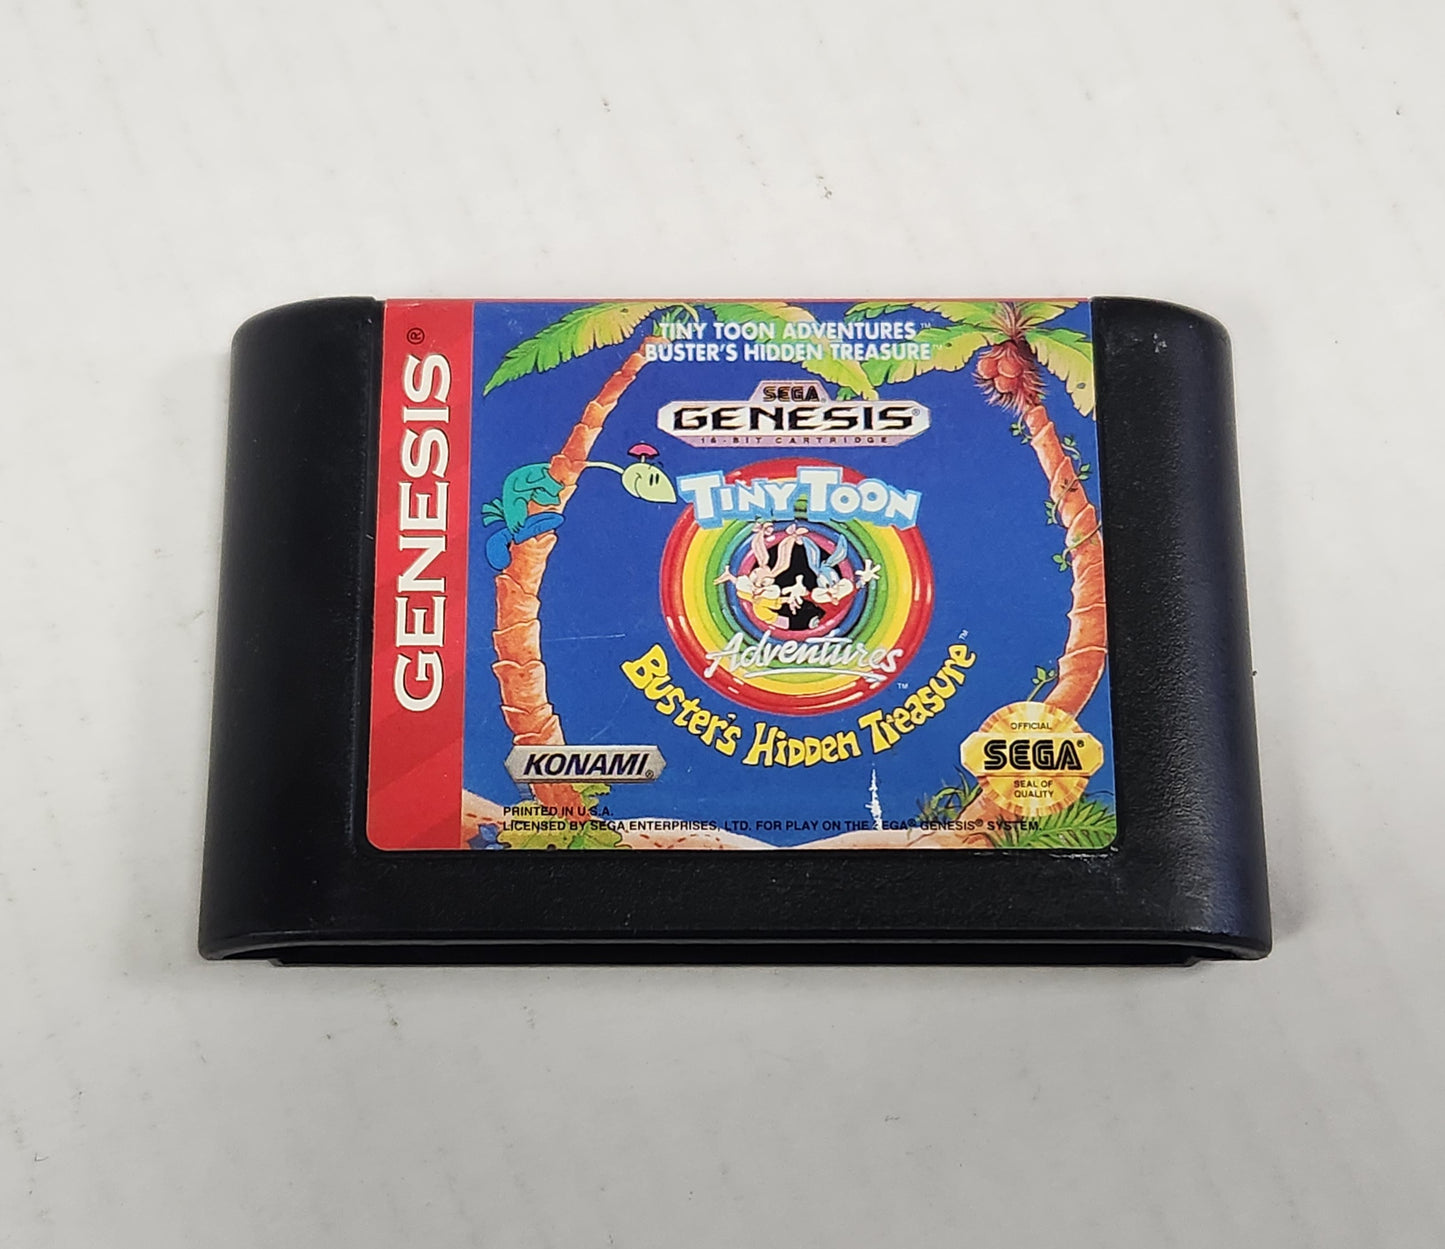 GENESIS®
TINY TOON ADVENTURES™
BUSTER'S HIDDEN TREASURE™
SEGA
GENESIS®
16-BIT CARTRIDGE
TINY TOON
Adventures™
Buster's Hidden Treasure™
KONAMI®
OFFICIAL
SEGA®
SEAL OF
QUALITY
PRINTED IN U.S.A.
LICENSED BY SEGA ENTERPRISES, LTD. FOR PLAY ON THE SEGA® GENESIS® SYSTEM.